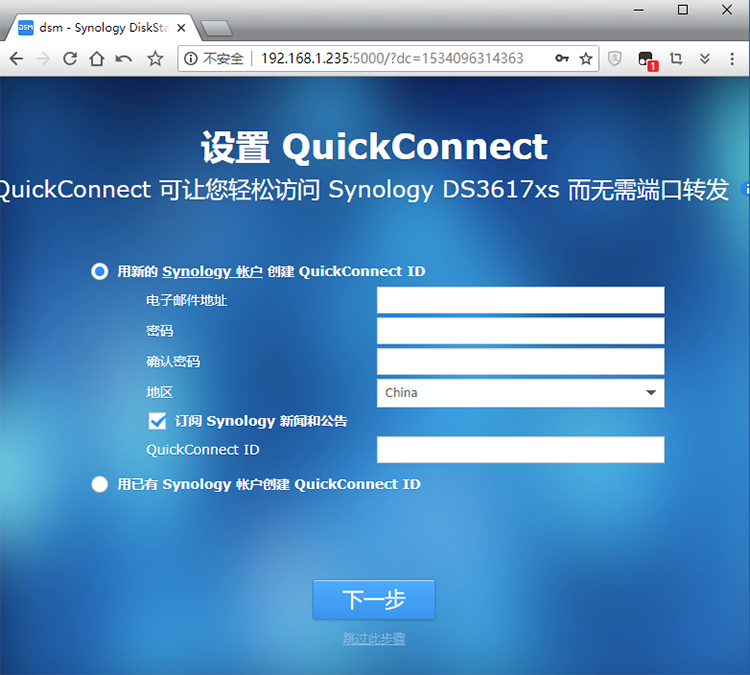 DSM dsm - Synology DiskSta
不安全 192.168.1.235:5000/?dc=1534096314363
1
设置 QuickConnect
QuickConnect 可让您轻松访问 Synology DS3617xs 而无需端口转发
用新的 Synology 帐户 创建 QuickConnect ID
电子邮件地址
密码
确认密码
地区 China
订阅 Synology 新闻和公告
QuickConnect ID
用已有 Synology 帐户创建 QuickConnect ID
下一步
跳过此步骤